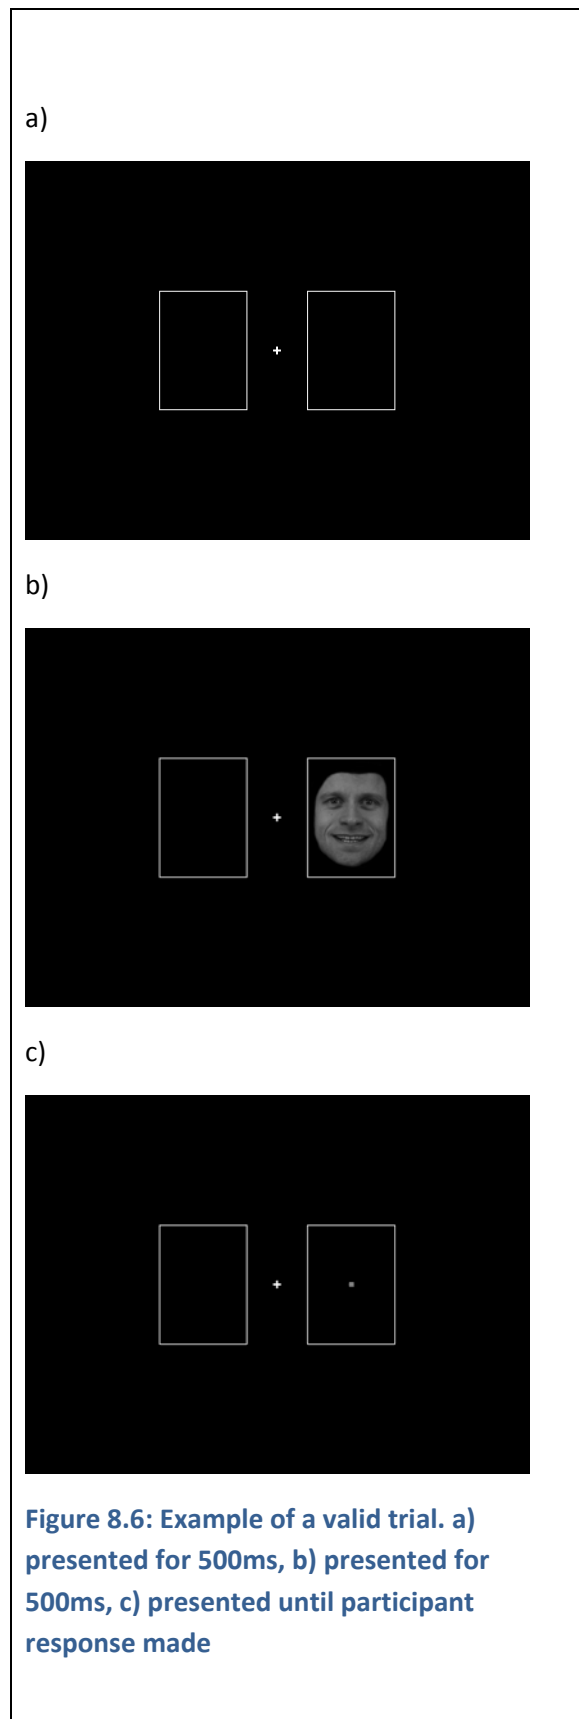 a)
b)
c)
Figure 8.6: Example of a valid trial. a)
presented for 500ms, b) presented for
500ms, c) presented until participant
response made